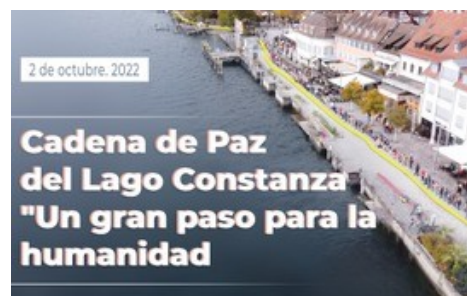 2 de octubre. 2022
Cadena de Paz
del Lago Constanza
"Un gran paso para la
humanidad